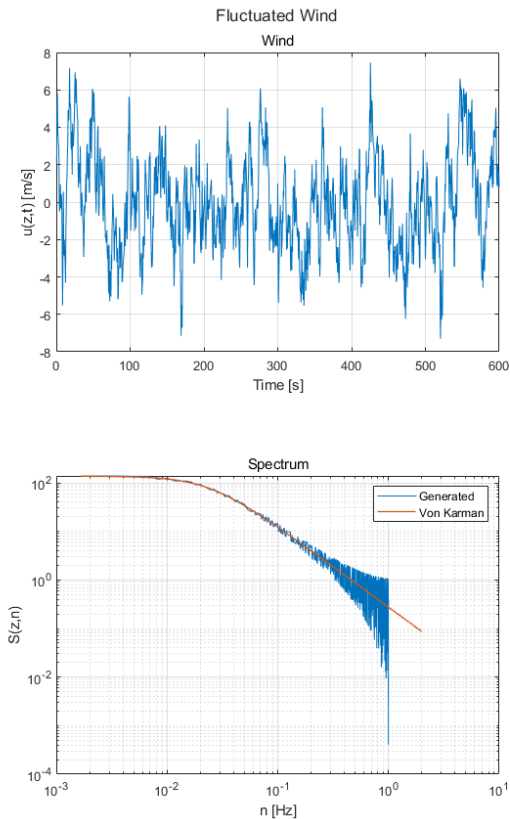 Fluctuated Wind
Wind
u(z,t) [m/s]
8
6
4
2
0
-2
-4
-6
-8
0 100 200 300 400 500 600
Time [s]
Spectrum
S(z,n)
10^2
10^0
10^-2
10^-4
Generated
Von Karman
10^-3 10^-2 10^-1 10^0 10^1
n [Hz]